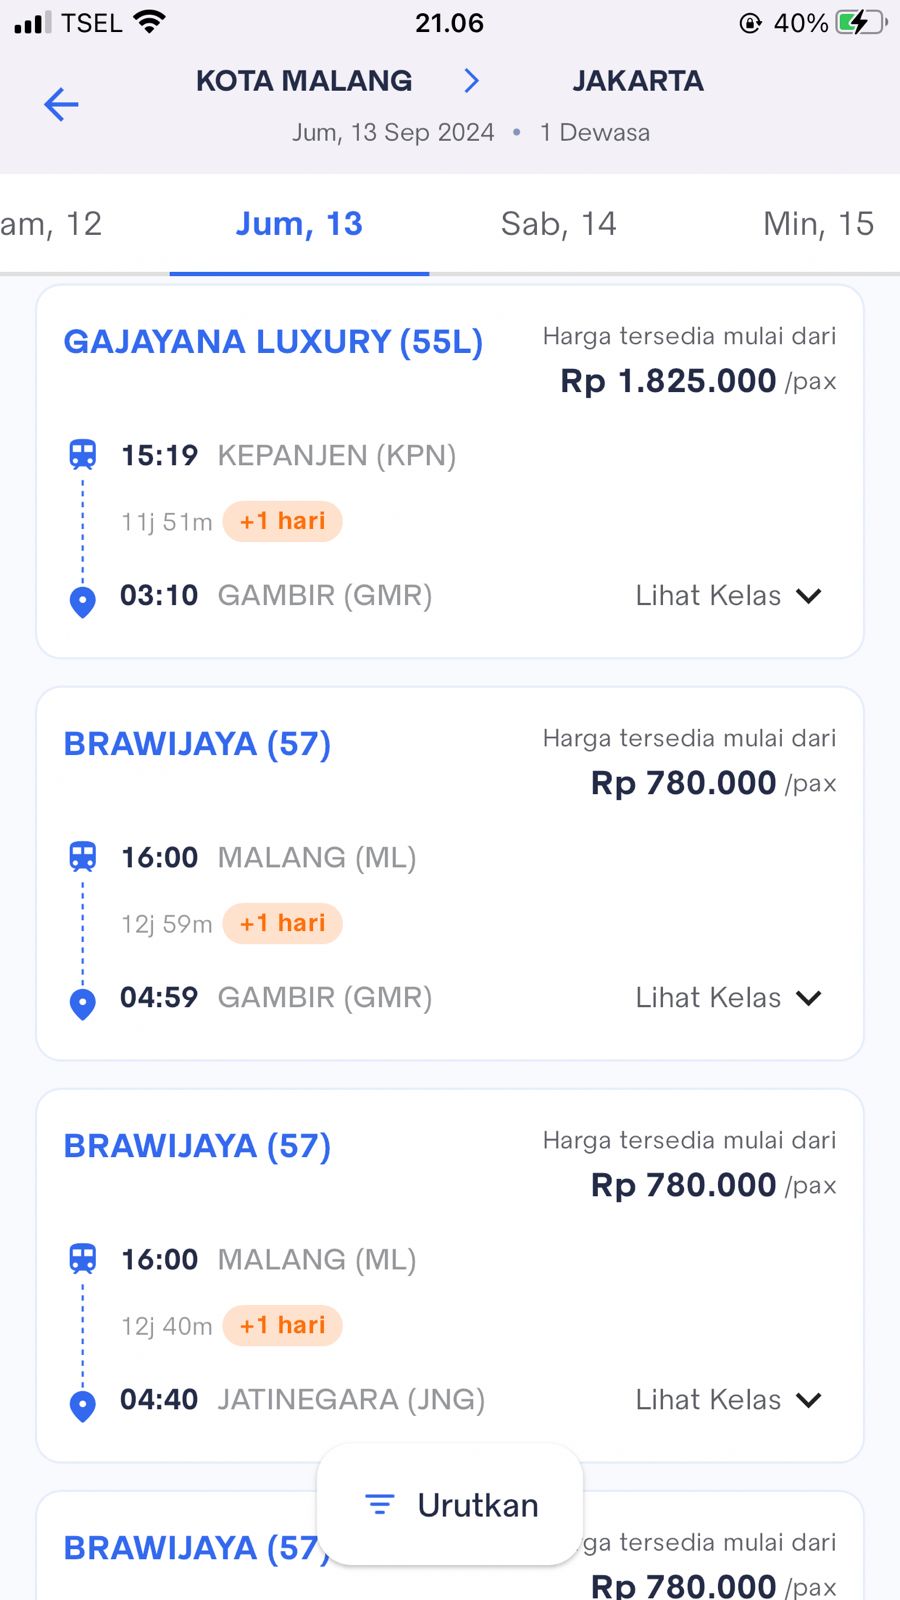 TSEL 21.06 40%
KOTA MALANG JAKARTA
Jum, 13 Sep 2024 • 1 Dewasa
am, 12 Jum, 13 Sab, 14 Min, 15
GAJAYANA LUXURY (55L)
Harga tersedia mulai dari
Rp 1.825.000 /pax
15:19 KEPANJEN (KPN)
11j 51m +1 hari
03:10 GAMBIR (GMR) Lihat Kelas
BRAWIJAYA (57)
Harga tersedia mulai dari
Rp 780.000 /pax
16:00 MALANG (ML)
12j 59m +1 hari
04:59 GAMBIR (GMR) Lihat Kelas
BRAWIJAYA (57)
Harga tersedia mulai dari
Rp 780.000 /pax
16:00 MALANG (ML)
12j 40m +1 hari
04:40 JATINEGARA (JNG) Lihat Kelas
Urutkan
BRAWIJAYA (57)
ga tersedia mulai dari
Rp 780.000 /pax